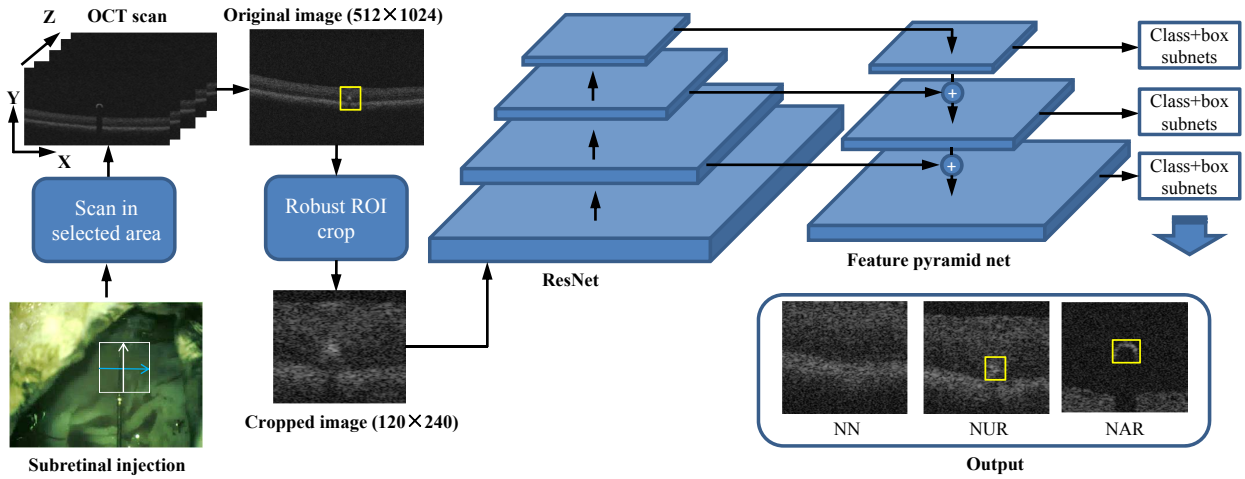 OCT scan
Z
Y
X
Original image (512×1024)
Scan in
selected area
Robust ROI
crop
Subretinal injection
Cropped image (120×240)
ResNet
+
+
Feature pyramid net
Class+box
subnets
Class+box
subnets
Class+box
subnets
NN
NUR
NAR
Output